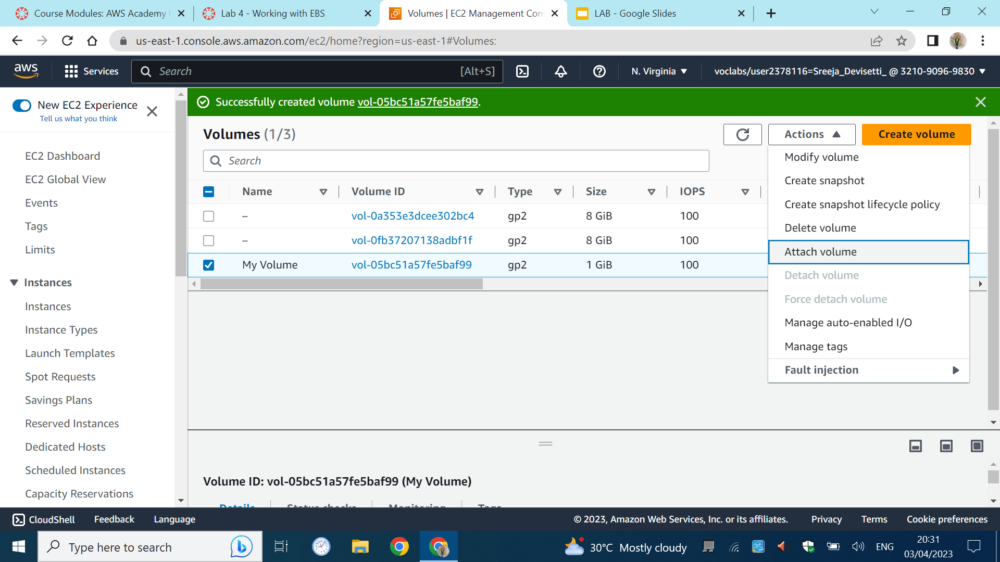 Course Modules: AWS Academy
Lab 4 - Working with EBS
Volumes | EC2 Management Con
LAB - Google Slides
us-east-1.console.aws.amazon.com/ec2/home?region=us-east-1#Volumes:
aws
Services
Search
[Alt+S]
N. Virginia
voclabs/user2378116=Sreeja_Devisetti_ @ 3210-9096-9830
New EC2 Experience
Tell us what you think
EC2 Dashboard
EC2 Global View
Events
Tags
Limits
Instances
Instances
Instance Types
Launch Templates
Spot Requests
Savings Plans
Reserved Instances
Dedicated Hosts
Scheduled Instances
Capacity Reservations
Successfully created volume vol-05bc51a57fe5baf99.
Volumes (1/3)
Actions
Create volume
Search
Name Volume ID Type Size IOPS
– vol-0a353e3dcee302bc4 gp2 8 GiB 100
– vol-0fb37207138adbf1f gp2 8 GiB 100
My Volume vol-05bc51a57fe5baf99 gp2 1 GiB 100
Modify volume
Create snapshot
Create snapshot lifecycle policy
Delete volume
Attach volume
Detach volume
Force detach volume
Manage auto-enabled I/O
Manage tags
Fault injection
Volume ID: vol-05bc51a57fe5baf99 (My Volume)
Details Status checks Monitoring Tags
CloudShell Feedback Language
© 2023, Amazon Web Services, Inc. or its affiliates. Privacy Terms Cookie preferences
Type here to search
30°C Mostly cloudy
ENG
20:31
03/04/2023